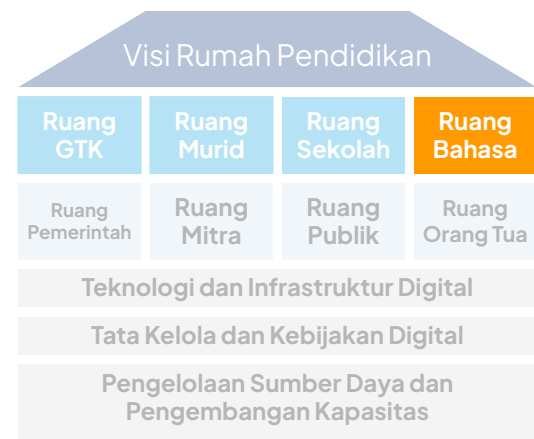 Visi Rumah Pendidikan
Ruang
GTK
Ruang
Murid
Ruang
Sekolah
Ruang
Bahasa
Ruang
Pemerintah
Ruang
Mitra
Ruang
Publik
Ruang
Orang Tua
Teknologi dan Infrastruktur Digital
Tata Kelola dan Kebijakan Digital
Pengelolaan Sumber Daya dan
Pengembangan Kapasitas